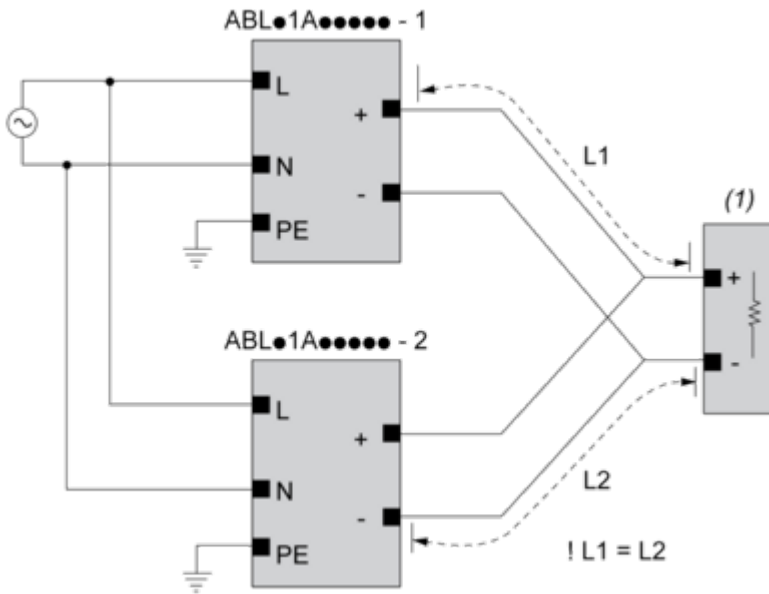 ABL●1A●●●●● - 1
L
+
L1
N
-
(1)
PE
+
-
ABL●1A●●●●● - 2
L
+
L2
N
-
! L1 = L2
PE